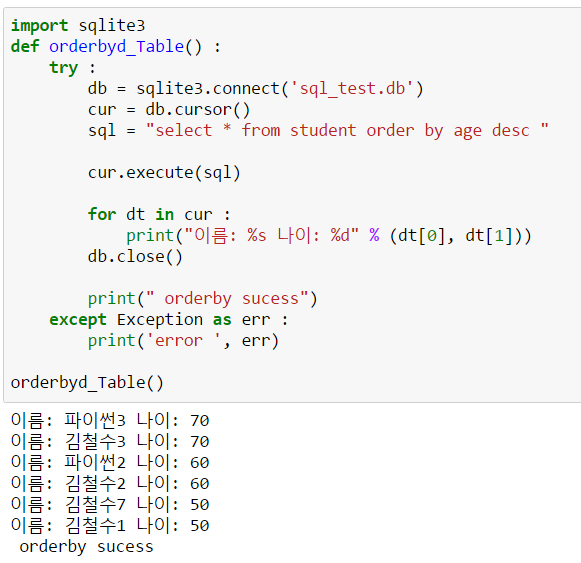 import sqlite3
def orderbyd_Table() :
    try :
        db = sqlite3.connect('sql_test.db')
        cur = db.cursor()
        sql = "select * from student order by age desc "

        cur.execute(sql)

        for dt in cur :
            print("이름: %s 나이: %d" % (dt[0], dt[1]))
        db.close()

        print(" orderby sucess")
    except Exception as err :
        print('error ', err)

orderbyd_Table()
이름: 파이썬3 나이: 70
이름: 김철수3 나이: 70
이름: 파이썬2 나이: 60
이름: 김철수2 나이: 60
이름: 김철수7 나이: 50
이름: 김철수1 나이: 50
 orderby sucess